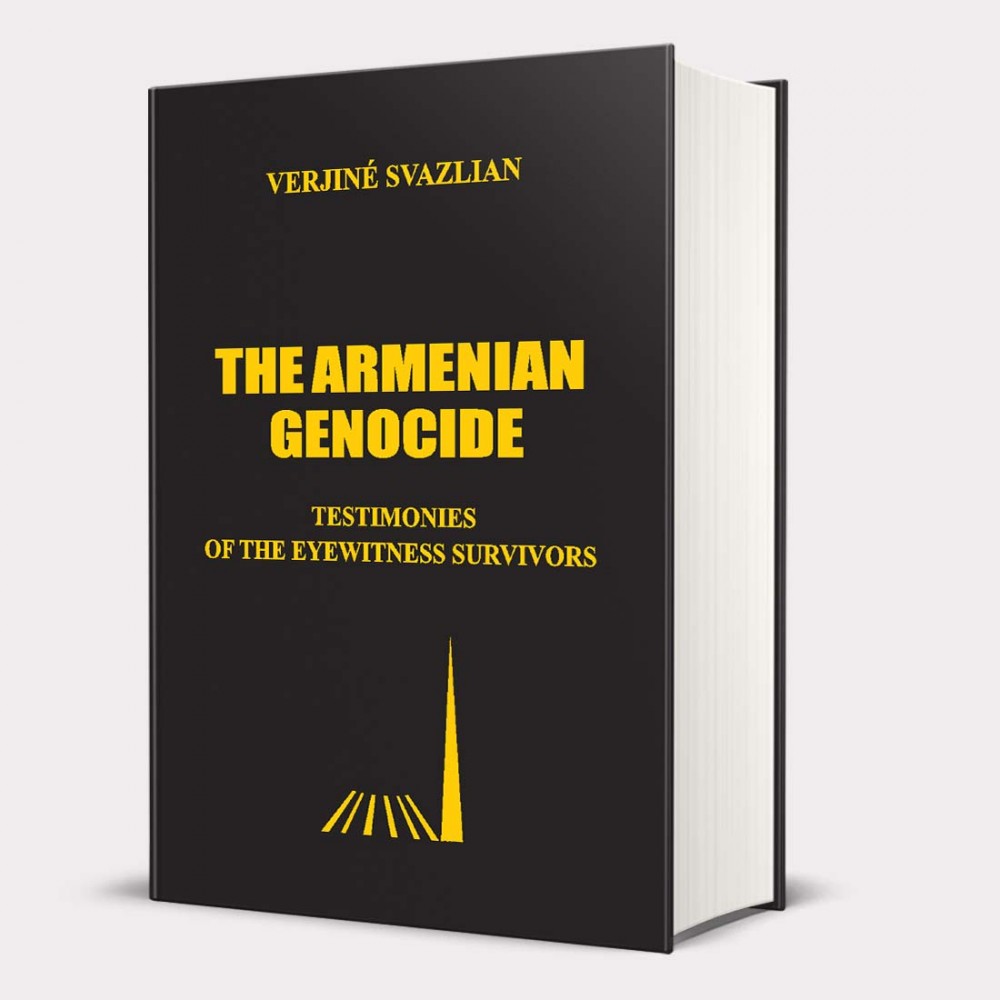 VERJINÉ SVAZLIAN
THE ARMENIAN
GENOCIDE
TESTIMONIES
OF THE EYEWITNESS SURVIVORS